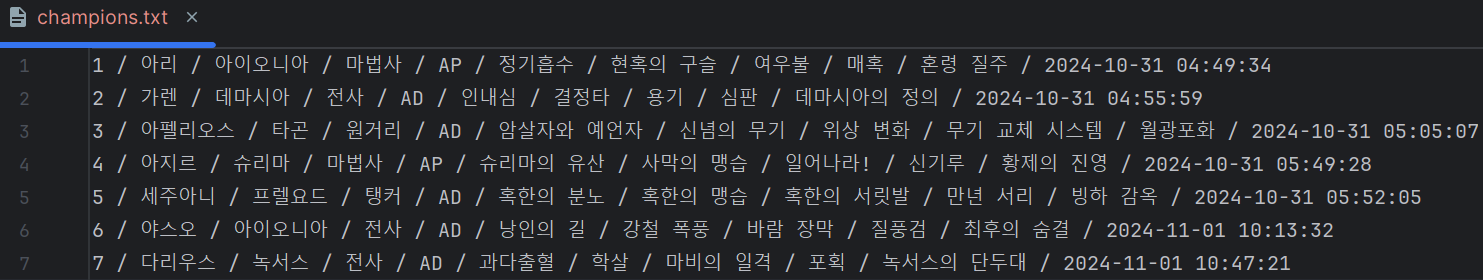 champions.txt ×
1 1 / 아리 / 아이오니아 / 마법사 / AP / 정기흡수 / 현혹의 구슬 / 여우불 / 매혹 / 혼령 질주 / 2024-10-31 04:49:34
2 2 / 가렌 / 데마시아 / 전사 / AD / 인내심 / 결정타 / 용기 / 심판 / 데마시아의 정의 / 2024-10-31 04:55:59
3 3 / 아펠리오스 / 타곤 / 원거리 / AD / 암살자와 예언자 / 신념의 무기 / 위상 변화 / 무기 교체 시스템 / 월광포화 / 2024-10-31 05:05:07
4 4 / 아지르 / 슈리마 / 마법사 / AP / 슈리마의 유산 / 사막의 맹습 / 일어나라! / 신기루 / 황제의 진영 / 2024-10-31 05:49:28
5 5 / 세주아니 / 프렐요드 / 탱커 / AD / 혹한의 분노 / 혹한의 맹습 / 혹한의 서릿발 / 만년 서리 / 빙하 감옥 / 2024-10-31 05:52:05
6 6 / 야스오 / 아이오니아 / 전사 / AD / 낭인의 길 / 강철 폭풍 / 바람 장막 / 질풍검 / 최후의 숨결 / 2024-11-01 10:13:32
7 7 / 다리우스 / 녹서스 / 전사 / AD / 과다출혈 / 학살 / 마비의 일격 / 포획 / 녹서스의 단두대 / 2024-11-01 10:47:21